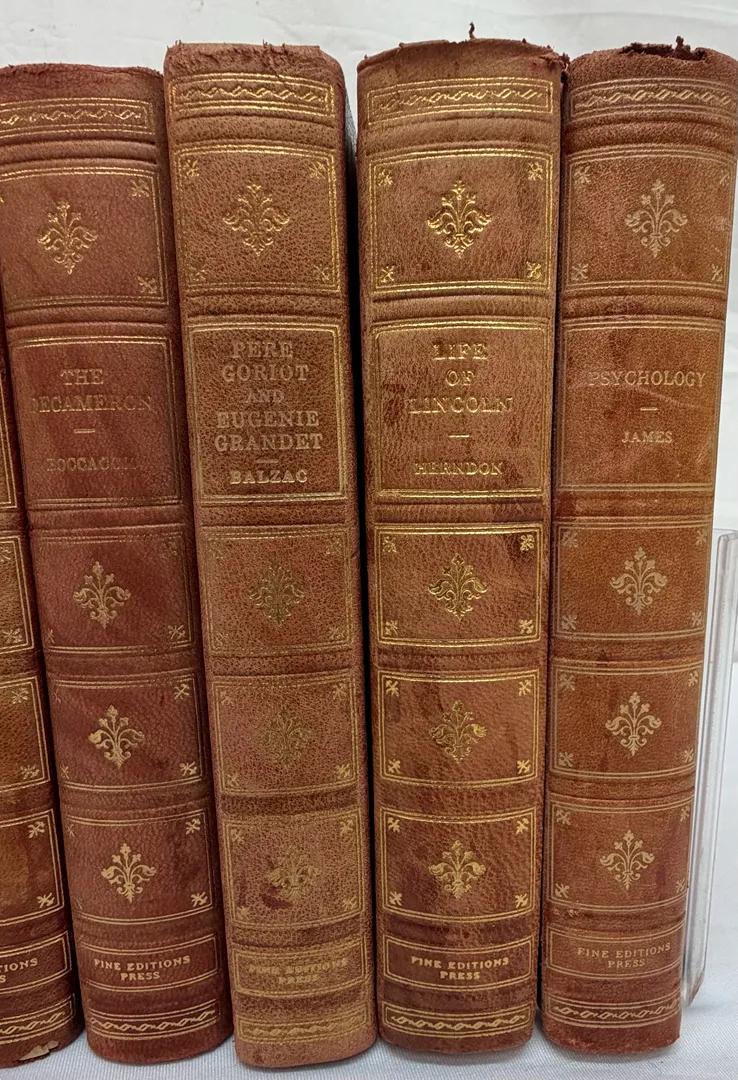 TIONS
S
THE
DECAMERON
BOCCACCIO
FINE EDITIONS
PRESS
PERE
GORIOT
AND
EUGENIE
GRANDET
BALZAC
FINE EDITIONS
PRESS
LIFE
OF
LINCOLN
HERNDON
FINE EDITIONS
PRESS
PSYCHOLOGY
JAMES
FINE EDITIONS
PRESS